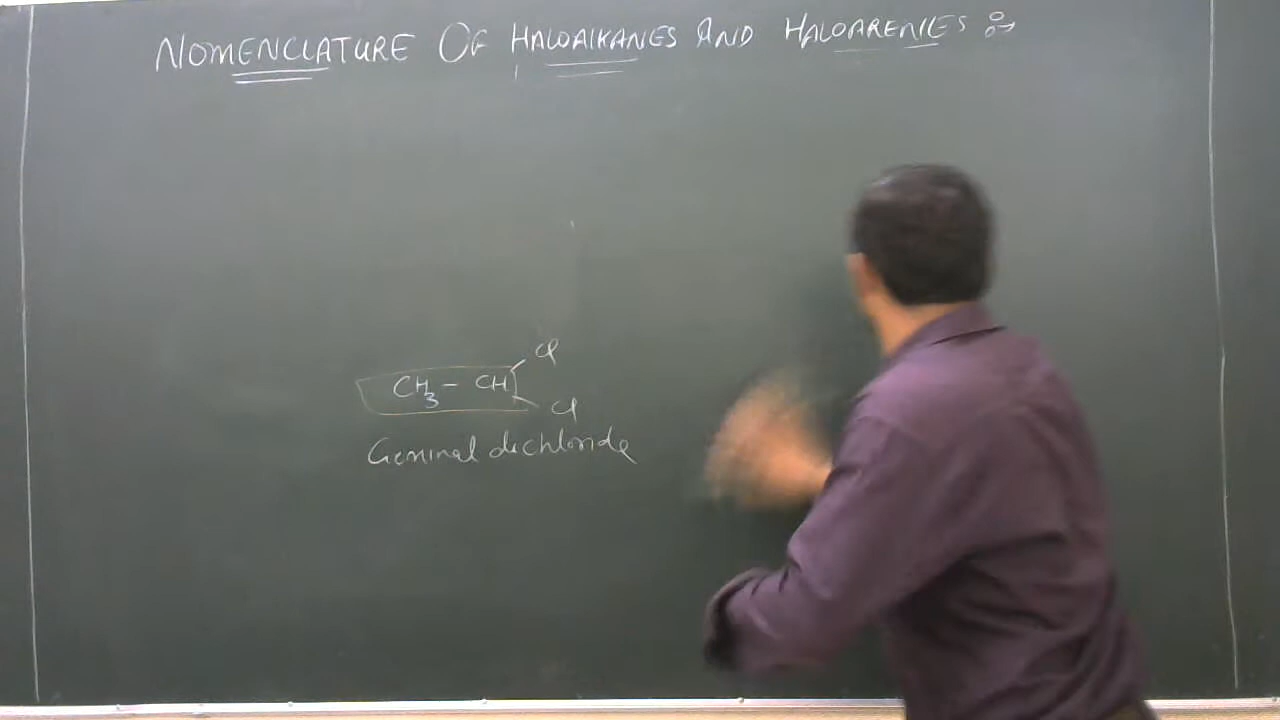 NOMENCLATURE OF HALOALKANES AND HALOARENES :-
Cl
CH3 - CH
Cl
Geminal dichloride